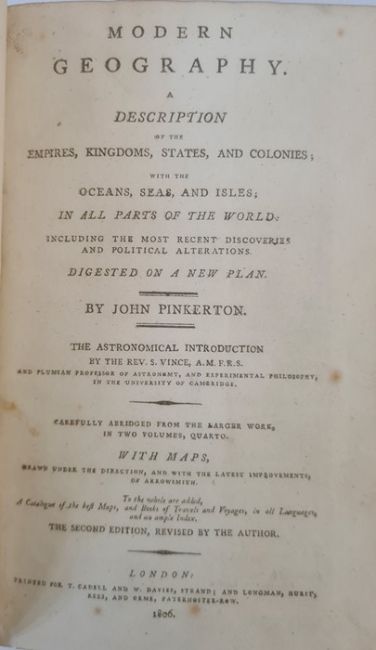 MODERN
GEOGRAPHY.
A
DESCRIPTION
OF THE
EMPIRES, KINGDOMS, STATES, AND COLONIES;
WITH THE
OCEANS, SEAS, AND ISLES;
IN ALL PARTS OF THE WORLD:
INCLUDING THE MOST RECENT DISCOVERIES
AND POLITICAL ALTERATIONS.
DIGESTED ON A NEW PLAN.
BY JOHN PINKERTON.
THE ASTRONOMICAL INTRODUCTION
BY THE REV. S. VINCE, A.M. F.R.S.
AND PLUMIAN PROFESSOR OF ASTRONOMY, AND EXPERIMENTAL PHILOSOPHY,
IN THE UNIVERSITY OF CAMBRIDGE.
CAREFULLY ABRIDGED FROM THE LARGER WORK,
IN TWO VOLUMES, QUARTO.
WITH MAPS,
DRAWN UNDER THE DIRECTION, AND WITH THE LATEST IMPROVEMENTS,
OF ARROWSMITH.
To the whole are added,
A Catalogue of the best Maps, and Books of Travels and Voyages, in all Languages,
and an ample Index.
THE SECOND EDITION, REVISED BY THE AUTHOR.
LONDON:
PRINTED FOR T. CADELL AND W. DAVIES, STRAND; AND LONGMAN, HURST,
REES, AND ORME, PATERNOSTER-ROW.
1806.